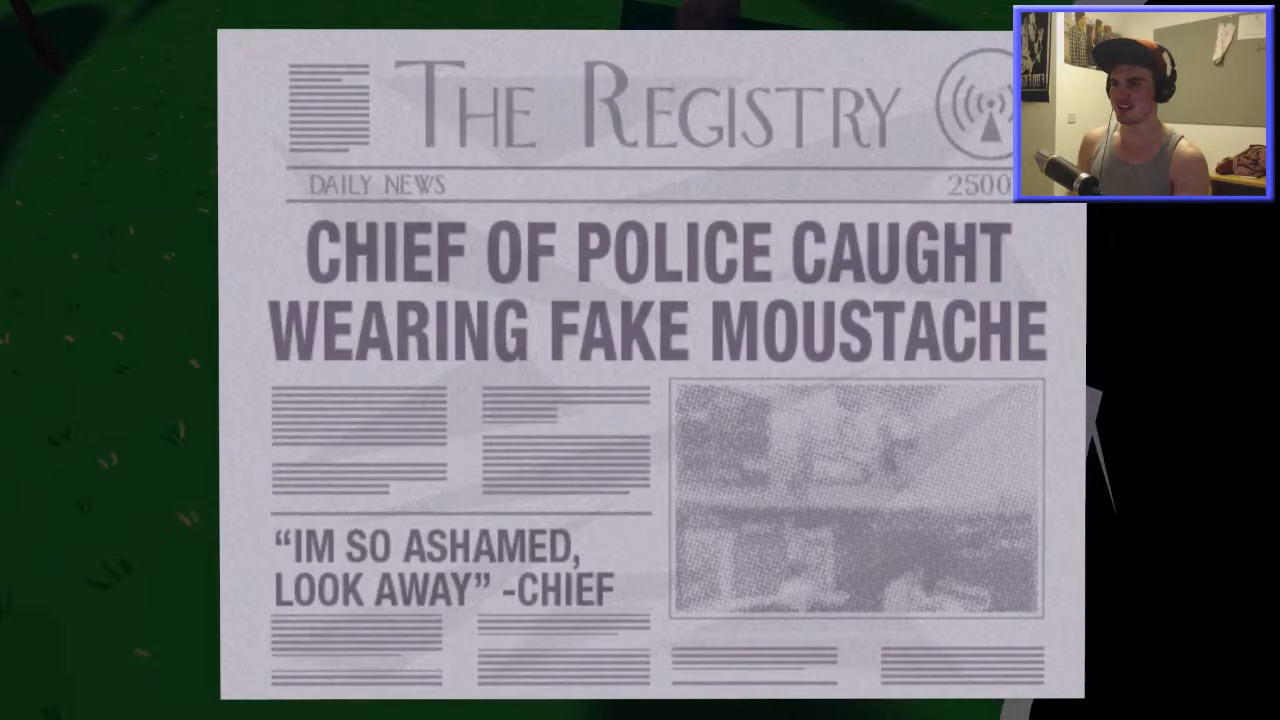 THE REGISTRY
DAILY NEWS
2500
CHIEF OF POLICE CAUGHT
WEARING FAKE MOUSTACHE
“IM SO ASHAMED,
LOOK AWAY” -CHIEF